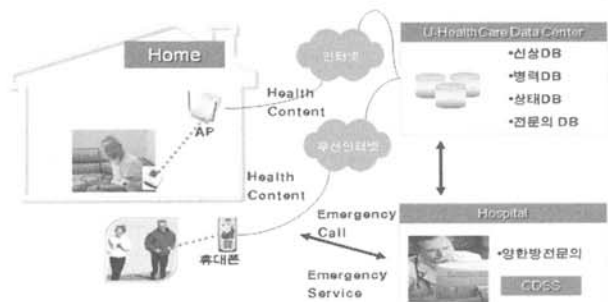 Home
AP
Health
Content
인터넷
무선인터넷
Health
Content
휴대폰
Emergency
Call
Emergency
Service
U-HealthCare Data Center
•신상DB
•병력DB
•상태DB
•전문의 DB
Hospital
•양한방전문의
CDSS